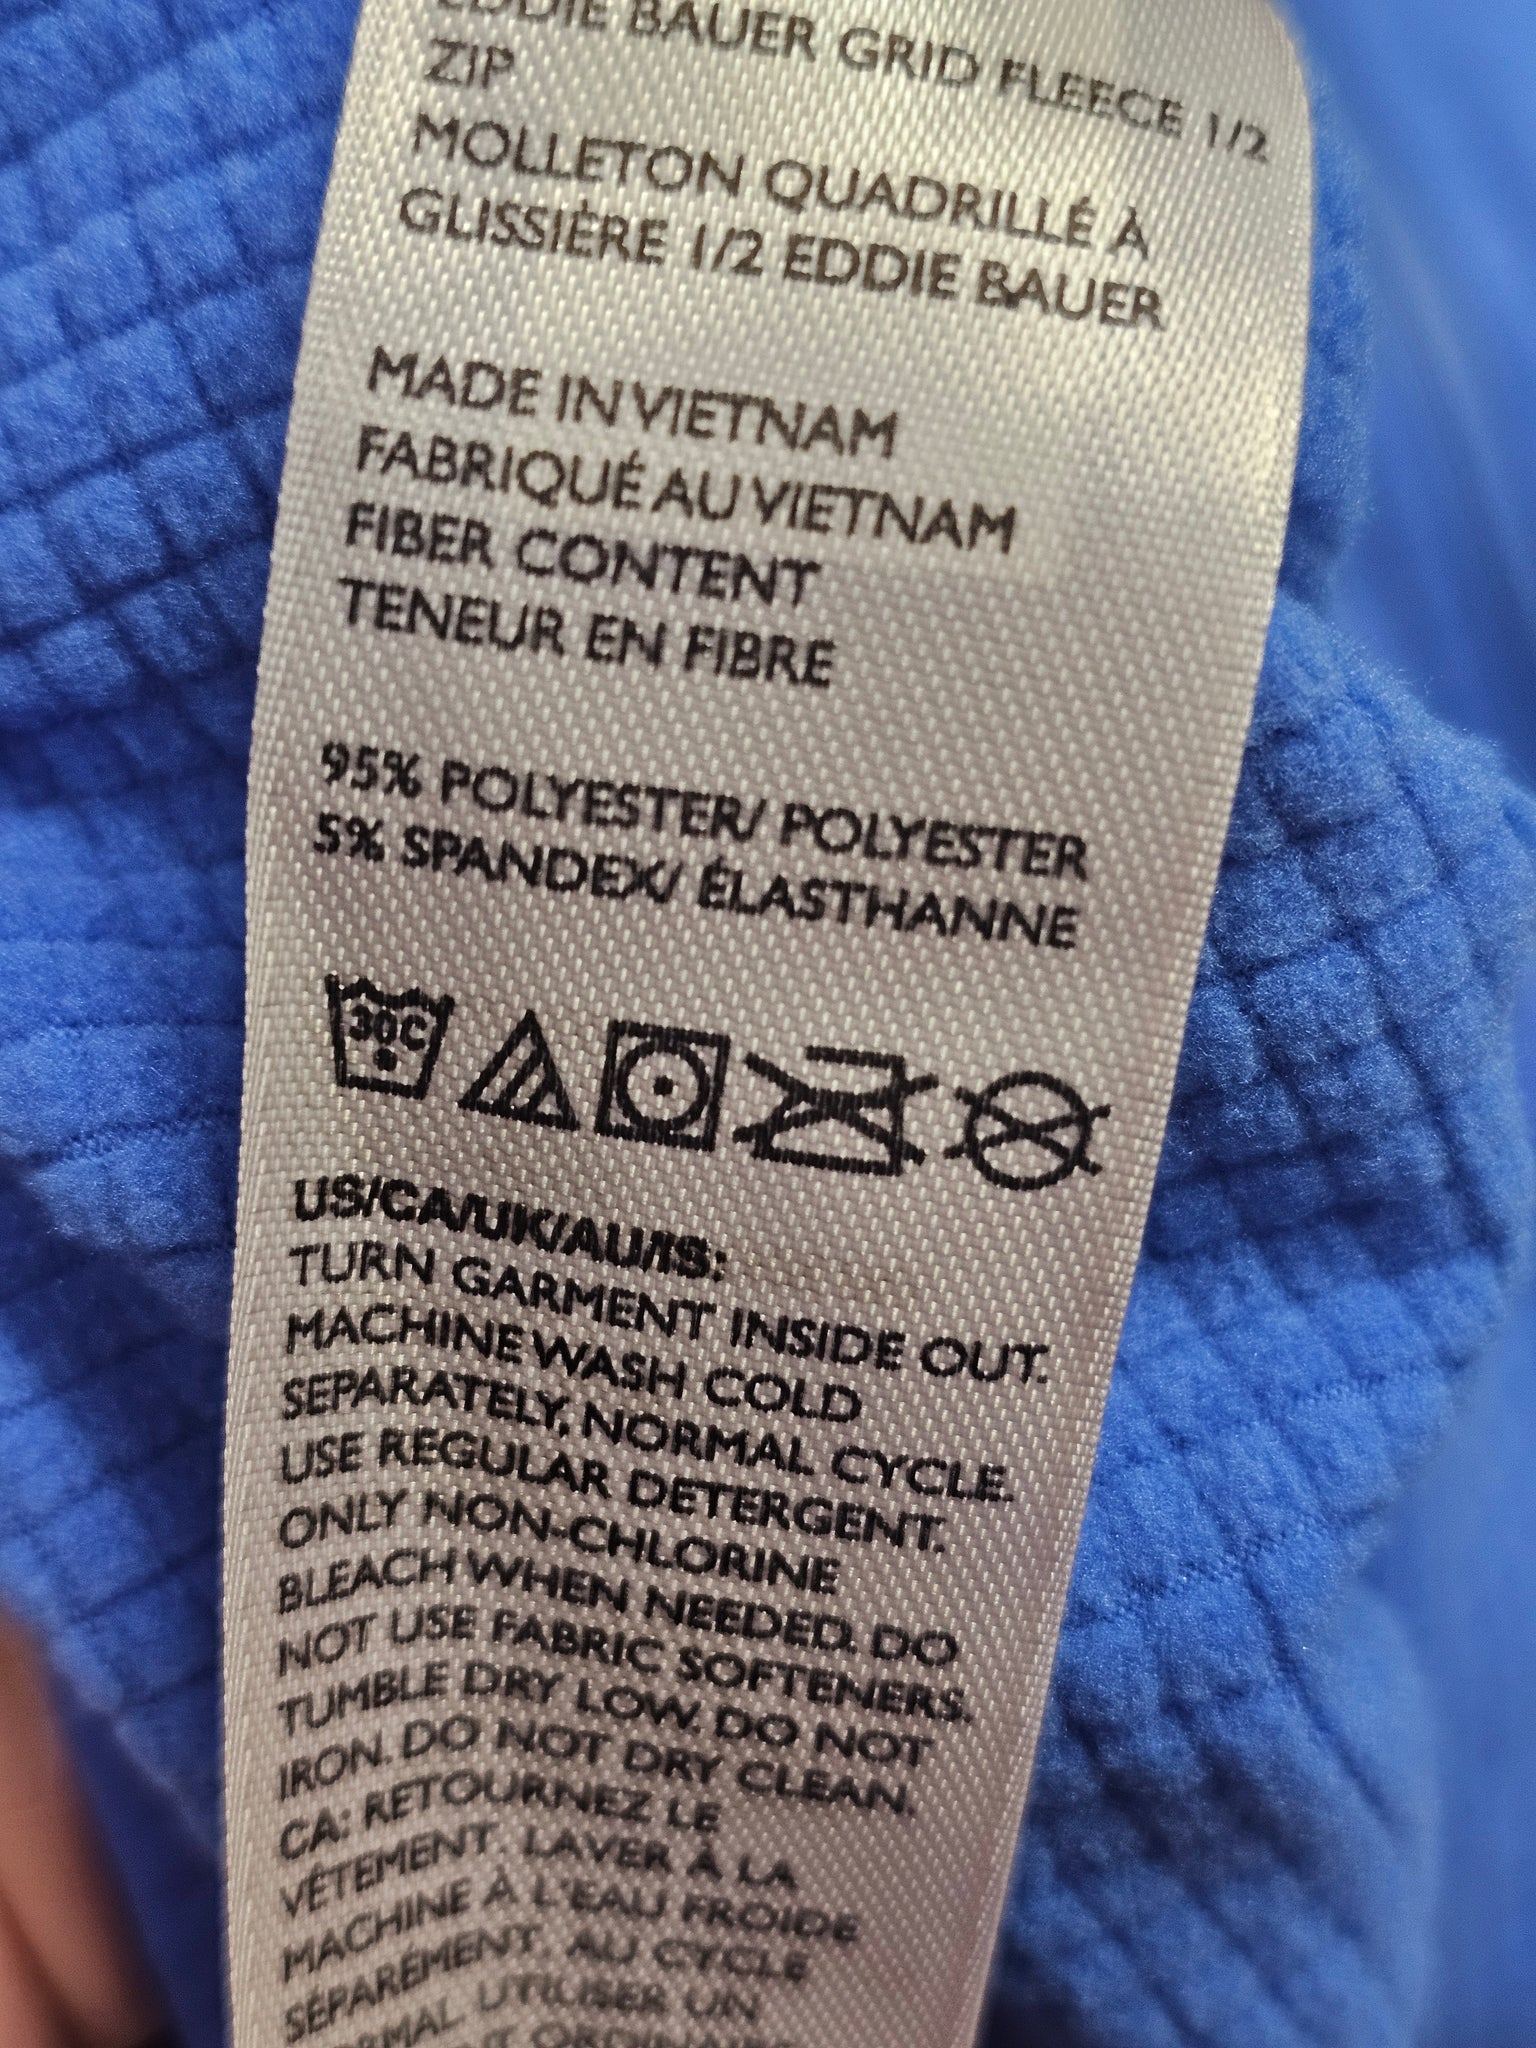 EDDIE BAUER GRID FLEECE 1/2
ZIP
MOLLETON QUADRILLÉ À
GLISSIÈRE 1/2 EDDIE BAUER
MADE IN VIETNAM
FABRIQUÉ AU VIETNAM
FIBER CONTENT
TENEUR EN FIBRE
95% POLYESTER/ POLYESTER
5% SPANDEX/ ÉLASTHANNE
30C
US/CA/UK/AU/IS:
TURN GARMENT INSIDE OUT.
MACHINE WASH COLD
SEPARATELY, NORMAL CYCLE.
USE REGULAR DETERGENT.
ONLY NON-CHLORINE
BLEACH WHEN NEEDED. DO
NOT USE FABRIC SOFTENERS.
TUMBLE DRY LOW. DO NOT
IRON. DO NOT DRY CLEAN.
CA: RETOURNEZ LE
VÊTEMENT. LAVER À LA
MACHINE À L'EAU FROIDE
SÉPARÉMENT. AU CYCLE
UTILISER UN